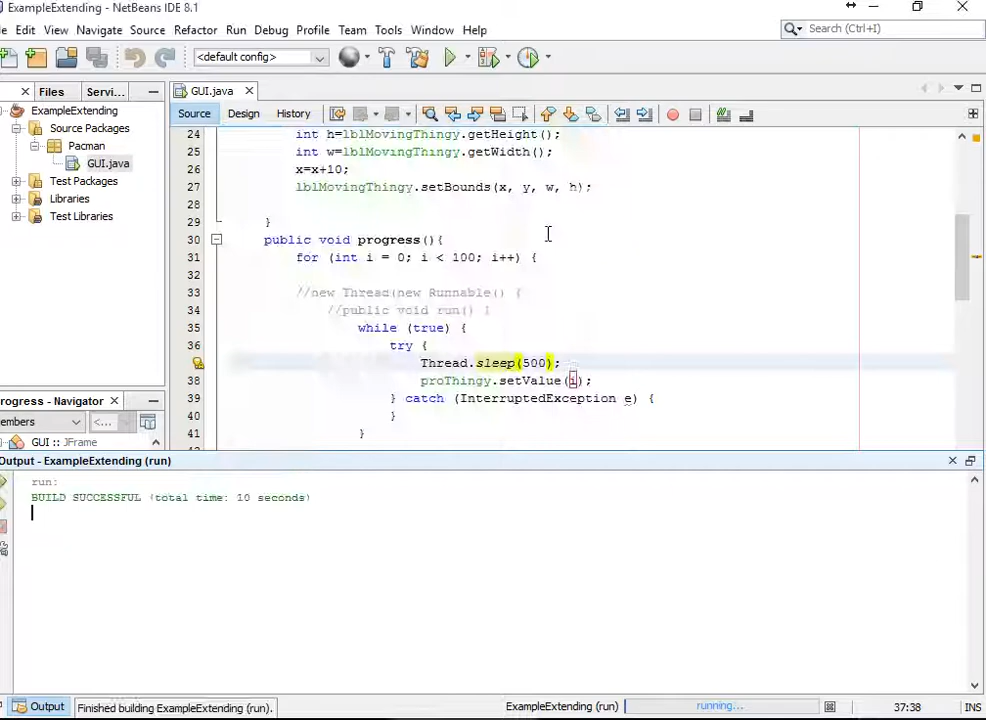 ExampleExtending - NetBeans IDE 8.1
Edit View Navigate Source Refactor Run Debug Profile Team Tools Window Help
Search (Ctrl+I)
<default config>
Files Servi...
GUI.java
ExampleExtending
Source Packages
Pacman
GUI.java
Test Packages
Libraries
Test Libraries
Source Design History
24 int h=lblMovingThingy.getHeight();
25 int w=lblMovingThingy.getWidth();
26 x=x+10;
27 lblMovingThingy.setBounds(x, y, w, h);
28
29 }
30 public void progress(){
31 for (int i = 0; i < 100; i++) {
32
33 //new Thread(new Runnable() {
34 //public void run() {
35 while (true) {
36 try {
Thread.sleep(500);
38 proThingy.setValue(i);
39 } catch (InterruptedException e) {
40 }
41 }
rogress - Navigator
embers <...
GUI :: JFrame
Output - ExampleExtending (run)
run:
BUILD SUCCESSFUL (total time: 10 seconds)
Output Finished building ExampleExtending (run). ExampleExtending (run) running... 37:38 INS